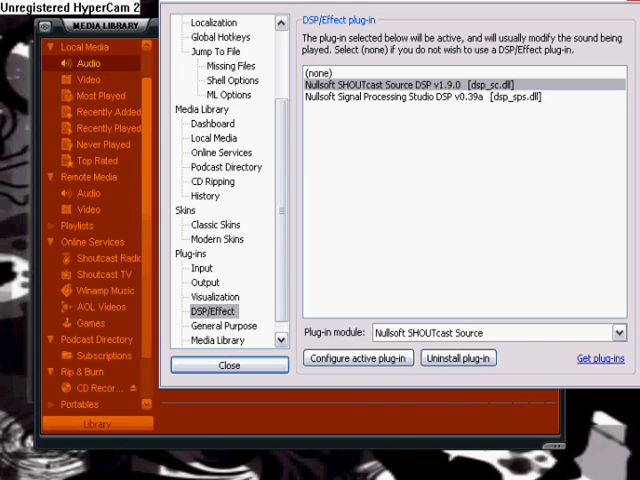 Unregistered HyperCam 2
MEDIA LIBRARY
Local Media
Audio
Video
Most Played
Recently Added
Recently Played
Never Played
Top Rated
Remote Media
Audio
Video
Playlists
Online Services
Shoutcast Radio
Shoutcast TV
Winamp Music
AOL Videos
Games
Podcast Directory
Subscriptions
Rip & Burn
CD Recor...
Portables
Library
Localization
Global Hotkeys
Jump To File
Missing Files
Shell Options
ML Options
Media Library
Dashboard
Local Media
Online Services
Podcast Directory
CD Ripping
History
Skins
Classic Skins
Modern Skins
Plug-ins
Input
Output
Visualization
DSP/Effect
General Purpose
Media Library
Close
DSP/Effect plug-in
The plug-in selected below will be active, and will usually modify the sound being
played. Select (none) if you do not wish to use a DSP/Effect plug-in.
(none)
Nullsoft SHOUTcast Source DSP v1.9.0 [dsp_sc.dll]
Nullsoft Signal Processing Studio DSP v0.39a [dsp_sps.dll]
Plug-in module: Nullsoft SHOUTcast Source
Configure active plug-in Uninstall plug-in Get plug-ins